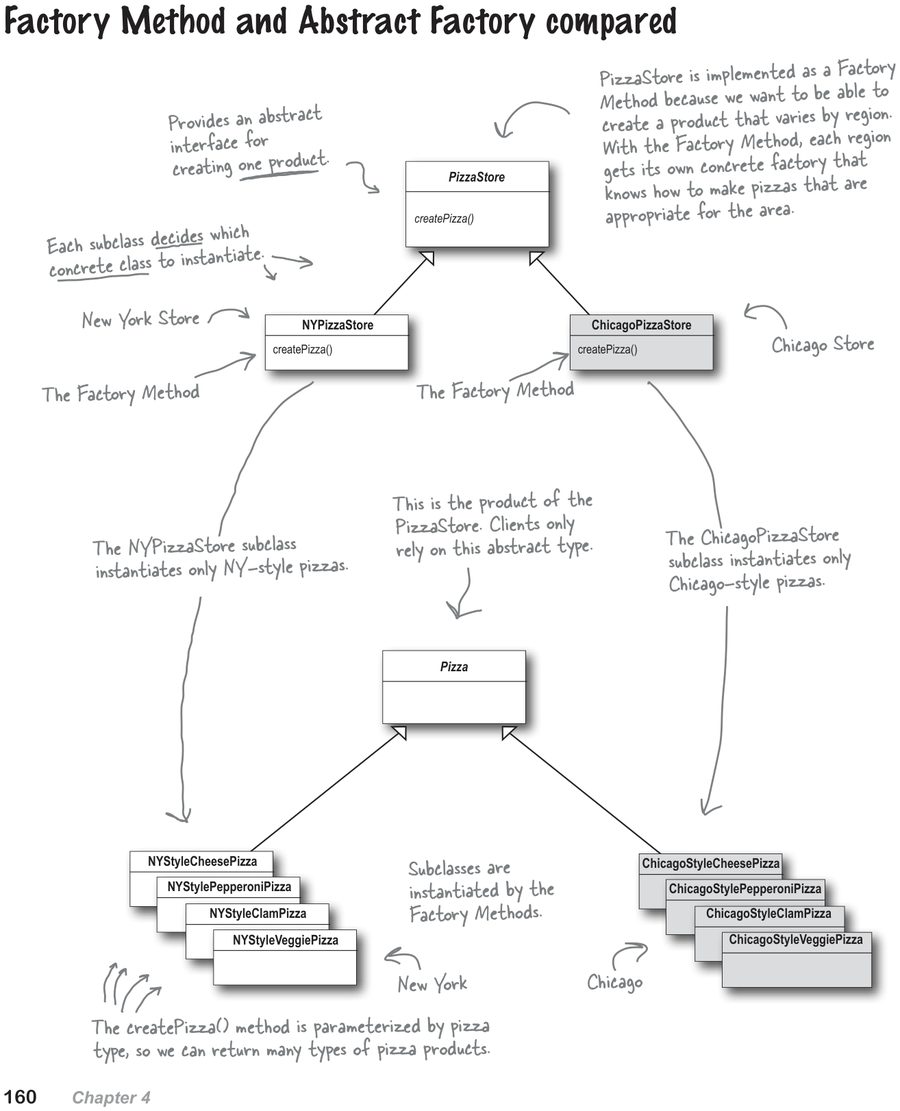 Factory Method and Abstract Factory compared
PizzaStore is implemented as a Factory
Method because we want to be able to
create a product that varies by region.
With the Factory Method, each region
gets its own concrete factory that
knows how to make pizzas that are
appropriate for the area.
Provides an abstract
interface for
creating one product.
PizzaStore
createPizza()
Each subclass decides which
concrete class to instantiate.
New York Store
NYPizzaStore
createPizza()
The Factory Method
ChicagoPizzaStore
createPizza()
Chicago Store
The Factory Method
The NYPizzaStore subclass
instantiates only NY-style pizzas.
This is the product of the
PizzaStore. Clients only
rely on this abstract type.
The ChicagoPizzaStore
subclass instantiates only
Chicago-style pizzas.
Pizza
NYStyleCheesePizza
NYStylePepperoniPizza
NYStyleClamPizza
NYStyleVeggiePizza
Subclasses are
instantiated by the
Factory Methods.
ChicagoStyleCheesePizza
ChicagoStylePepperoniPizza
ChicagoStyleClamPizza
ChicagoStyleVeggiePizza
New York
Chicago
The createPizza() method is parameterized by pizza
type, so we can return many types of pizza products.
160 Chapter 4